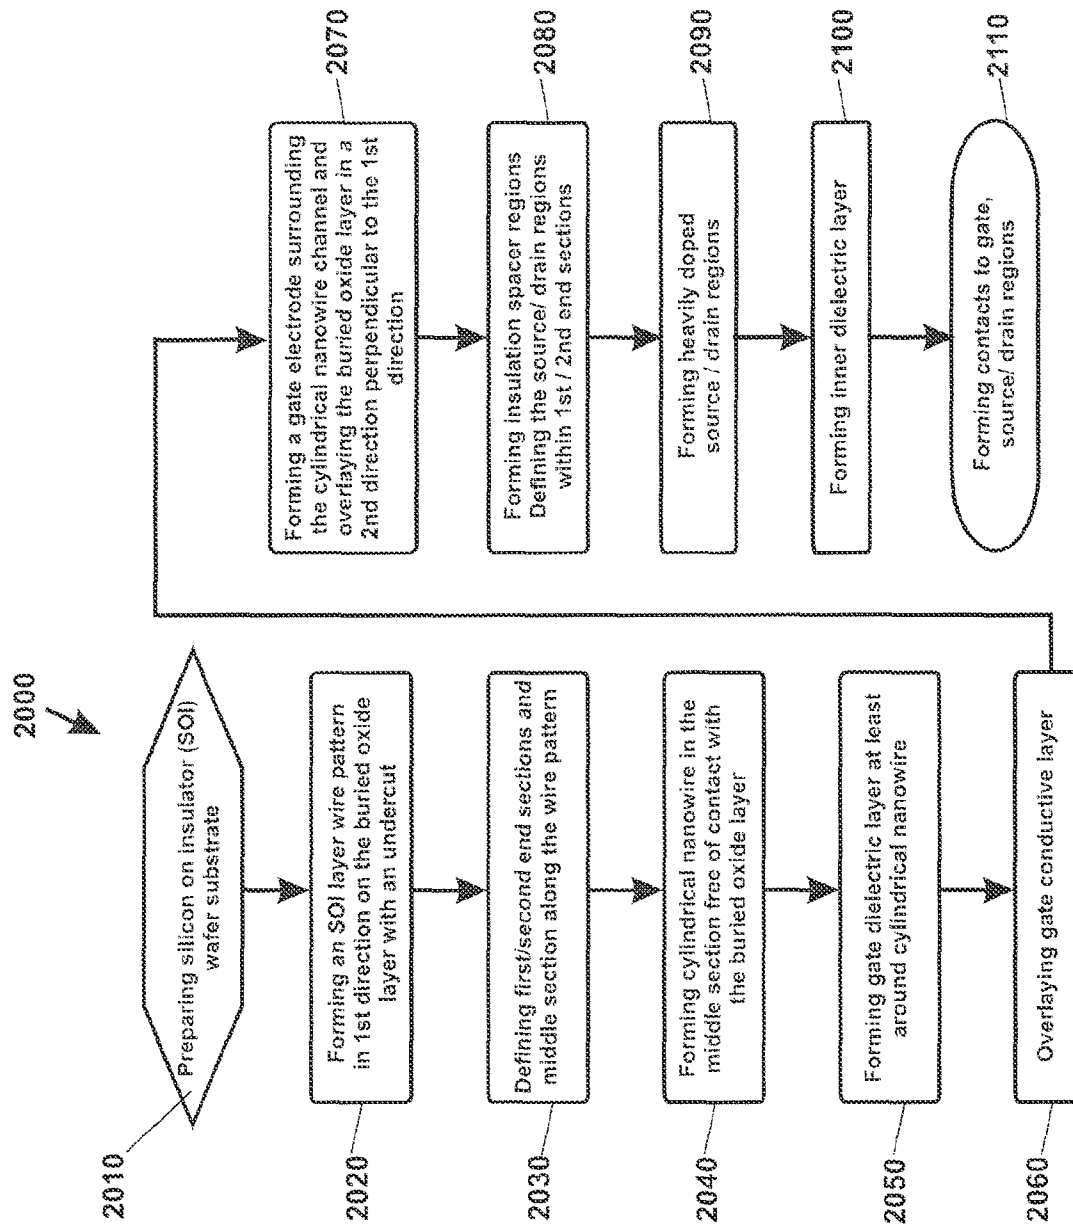 2000
2010
Preparing silicon on insulator (SOI)
wafer substrate
2020
Forming an SOI layer wire pattern
in 1st direction on the buried oxide
layer with an undercut
2030
Defining first/second end sections and
middle section along the wire pattern
2040
Forming cylindrical nanowire in the
middle section free of contact with
the buried oxide layer
2050
Forming gate dielectric layer at least
around cylindrical nanowire
2060
Overlaying gate conductive layer
2070
Forming a gate electrode surrounding
the cylindrical nanowire channel and
overlaying the buried oxide layer in a
2nd direction perpendicular to the 1st
direction
2080
Forming insulation spacer regions
Defining the source/ drain regions
within 1st / 2nd end sections
2090
Forming heavily doped
source / drain regions
2100
Forming inner dielectric layer
2110
Forming contacts to gate,
source/ drain regions